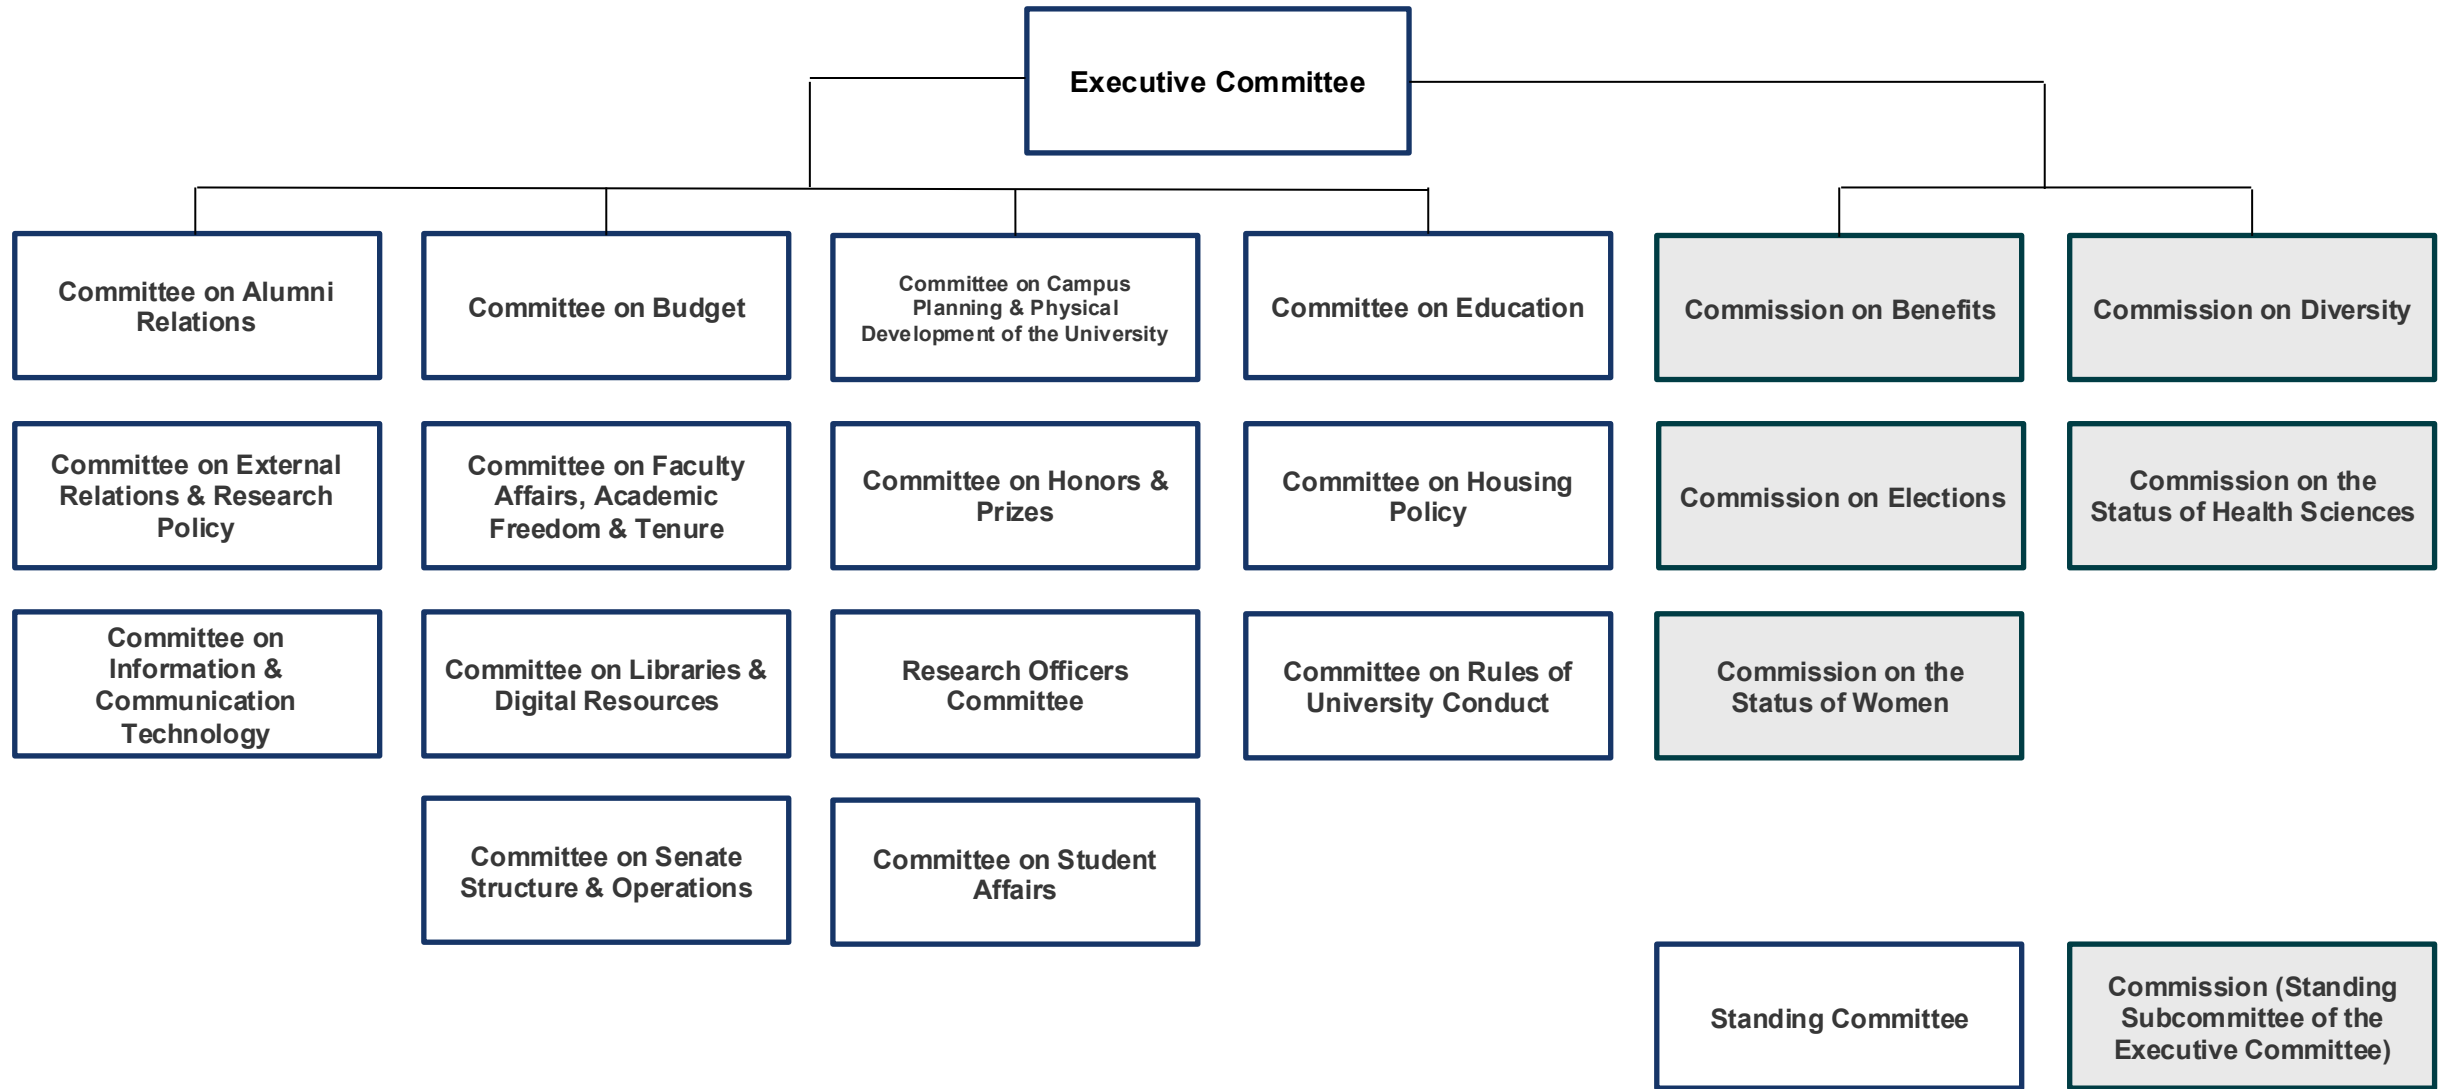 Executive Committee
Committee on Alumni
Relations
Committee on Budget
Committee on Campus
Planning & Physical
Development of the University
Committee on Education
Commission on Benefits
Commission on Diversity
Committee on External
Relations & Research
Policy
Committee on Faculty
Affairs, Academic
Freedom & Tenure
Committee on Honors &
Prizes
Committee on Housing
Policy
Commission on Elections
Commission on the
Status of Health Sciences
Committee on
Information &
Communication
Technology
Committee on Libraries &
Digital Resources
Research Officers
Committee
Committee on Rules of
University Conduct
Commission on the
Status of Women
Committee on Senate
Structure & Operations
Committee on Student
Affairs
Standing Committee
Commission (Standing
Subcommittee of the
Executive Committee)